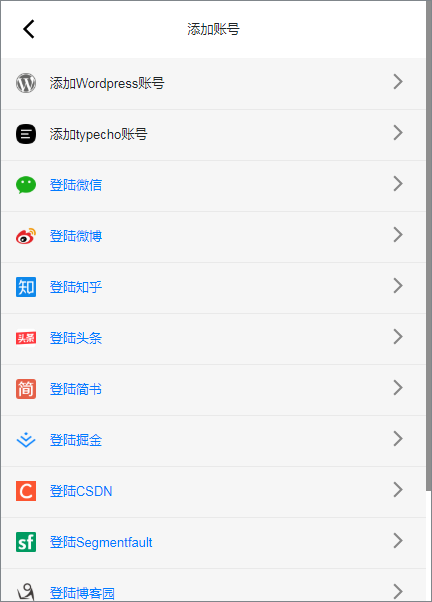 添加账号
添加Wordpress账号
添加typecho账号
登陆微信
登陆微博
知 登陆知乎
头条 登陆头条
简 登陆简书
登陆掘金
C 登陆CSDN
sf 登陆Segmentfault
登陆博客园